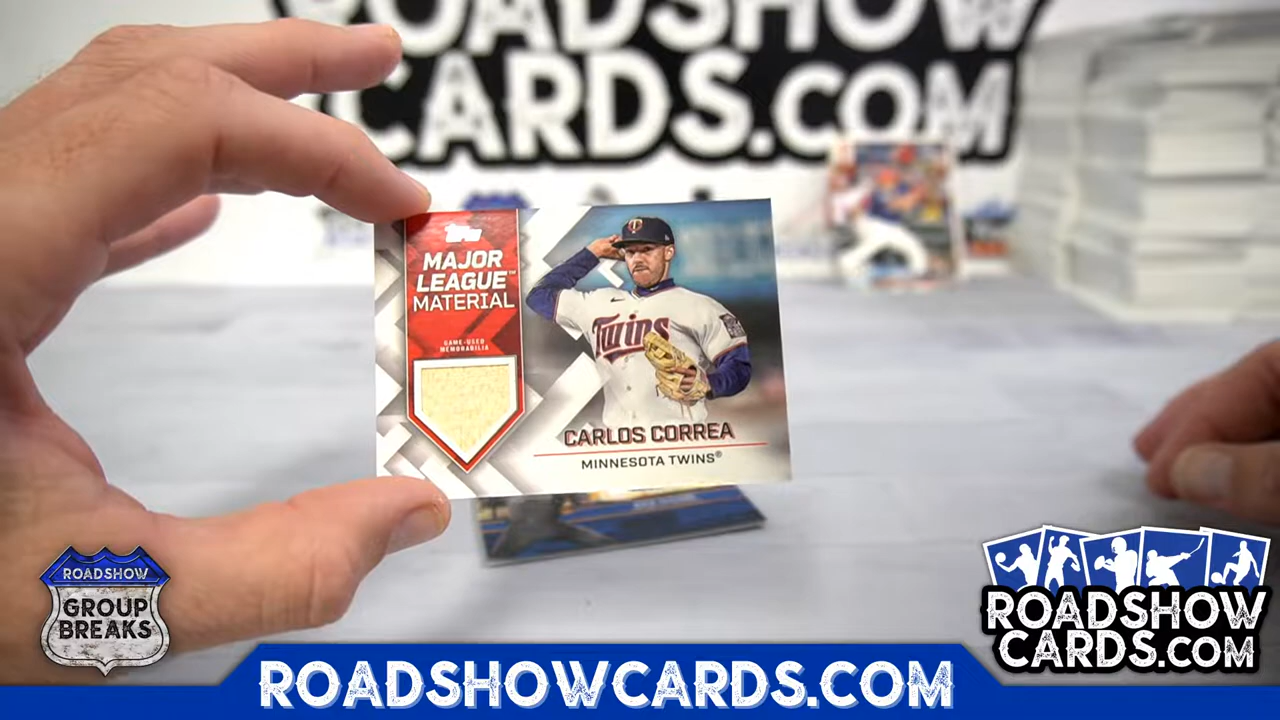 ROADSHOW
CARDS.COM
topps
MAJOR
LEAGUE™
MATERIAL
GAME-USED
MEMORABILIA
Twins
CARLOS CORREA
MINNESOTA TWINS®
ROADSHOW
GROUP
BREAKS
ROADSHOW
CARDS.COM
ROADSHOWCARDS.COM